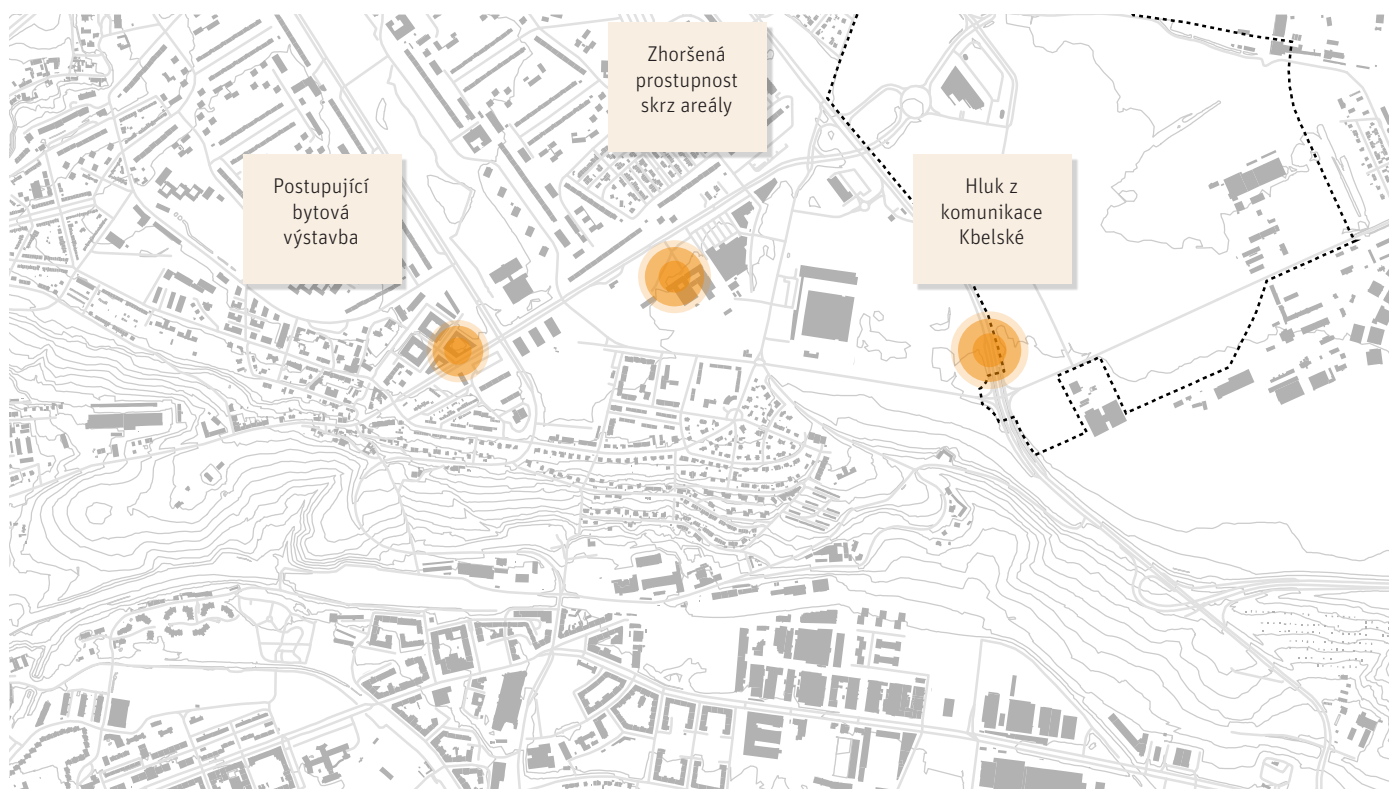 Zhoršená
prostupnost
skrz areály
Postupující
bytová
výstavba
Hluk z
komunikace
Kbelské